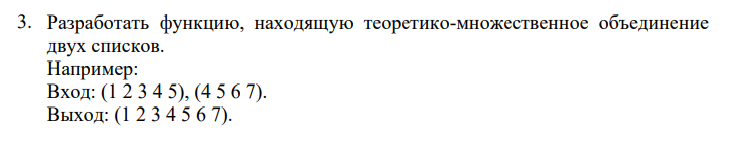 3. Разработать функцию, находящую теоретико-множественное объединение
двух списков.
Например:
Вход: (1 2 3 4 5), (4 5 6 7).
Выход: (1 2 3 4 5 6 7).